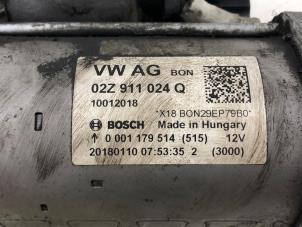 VW AG BON
02Z 911 024 Q
10012018
*X18 BON29EP79B0*
BOSCH Made in Hungary
0 001 179 514 (515) 12V
20180110 07:53:35 2 (3000)